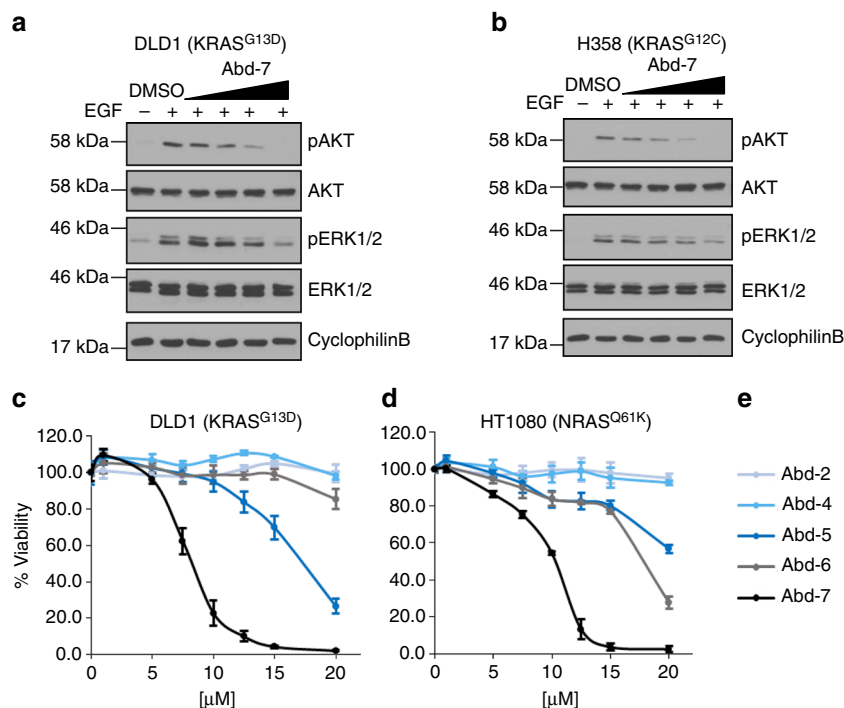 a
DLD1 (KRASG13D)
Abd-7
DMSO
EGF – + + + + +
58 kDa pAKT
58 kDa AKT
46 kDa pERK1/2
46 kDa ERK1/2
17 kDa CyclophilinB
b
H358 (KRASG12C)
Abd-7
DMSO
EGF – + + + + +
58 kDa pAKT
58 kDa AKT
46 kDa pERK1/2
46 kDa ERK1/2
17 kDa CyclophilinB
c
DLD1 (KRASG13D)
% Viability
120.0
100.0
80.0
60.0
40.0
20.0
0.0
0 5 10 15 20
[μM]
d
HT1080 (NRASQ61K)
120.0
100.0
80.0
60.0
40.0
20.0
0.0
0 5 10 15 20
[μM]
e
Abd-2
Abd-4
Abd-5
Abd-6
Abd-7